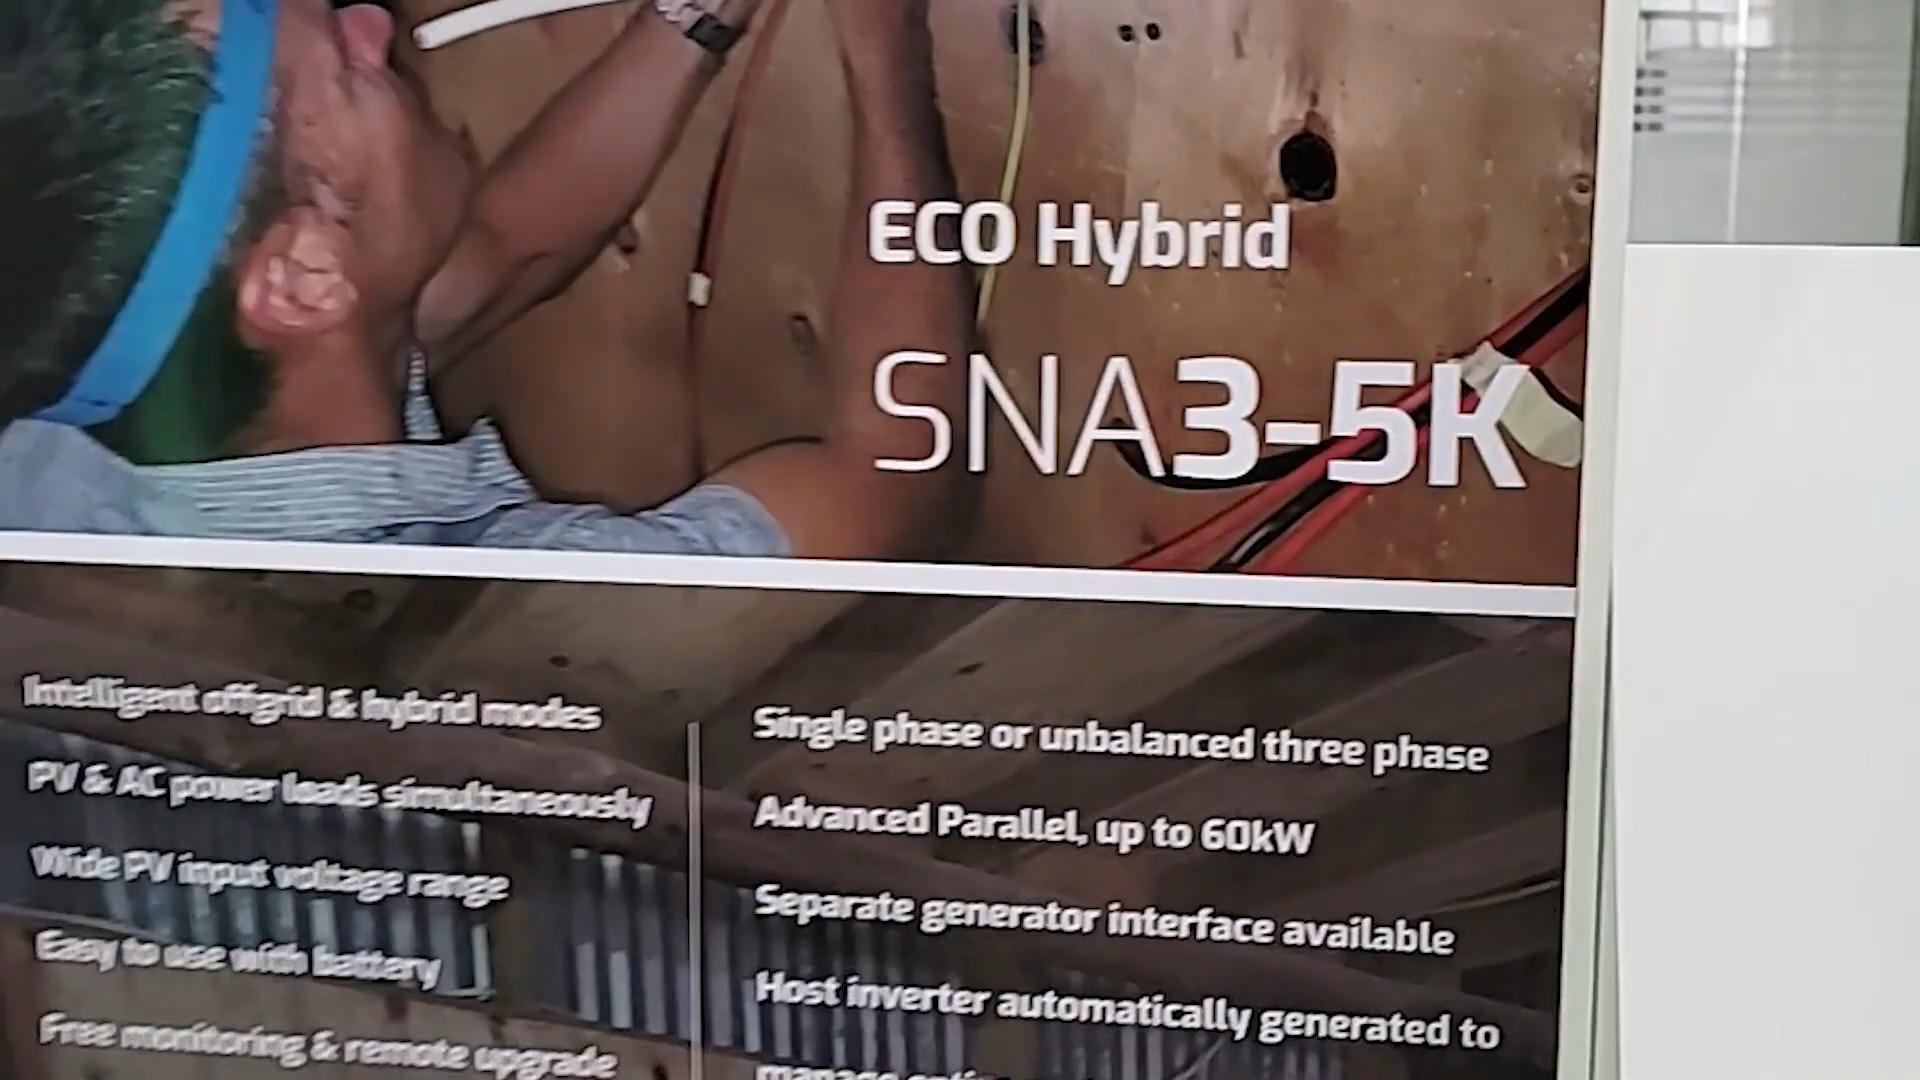 ECO Hybrid
SNA3-5K
Intelligent offgrid & hybrid modes
PV & AC power loads simultaneously
Wide PV input voltage range
Easy to use with battery
Free monitoring & remote upgrade
Single phase or unbalanced three phase
Advanced Parallel, up to 60kW
Separate generator interface available
Host inverter automatically generated to
manage